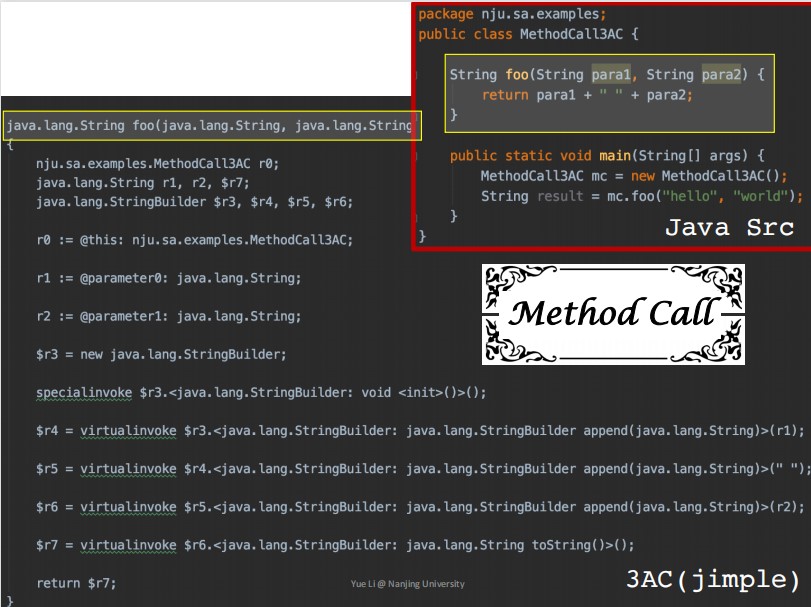 package nju.sa.examples;
public class MethodCall3AC {
String foo(String para1, String para2) {
return para1 + " " + para2;
}
public static void main(String[] args) {
MethodCall3AC mc = new MethodCall3AC();
String result = mc.foo("hello", "world");
}
}
Java Src
Method Call
java.lang.String foo(java.lang.String, java.lang.String
{
nju.sa.examples.MethodCall3AC r0;
java.lang.String r1, r2, $r7;
java.lang.StringBuilder $r3, $r4, $r5, $r6;
r0 := @this: nju.sa.examples.MethodCall3AC;
r1 := @parameter0: java.lang.String;
r2 := @parameter1: java.lang.String;
$r3 = new java.lang.StringBuilder;
specialinvoke $r3.<java.lang.StringBuilder: void <init>()>();
$r4 = virtualinvoke $r3.<java.lang.StringBuilder: java.lang.StringBuilder append(java.lang.String)>(r1);
$r5 = virtualinvoke $r4.<java.lang.StringBuilder: java.lang.StringBuilder append(java.lang.String)>(" ");
$r6 = virtualinvoke $r5.<java.lang.StringBuilder: java.lang.StringBuilder append(java.lang.String)>(r2);
$r7 = virtualinvoke $r6.<java.lang.StringBuilder: java.lang.String toString()>();
return $r7;
}
Yue Li @ Nanjing University
3AC(jimple)